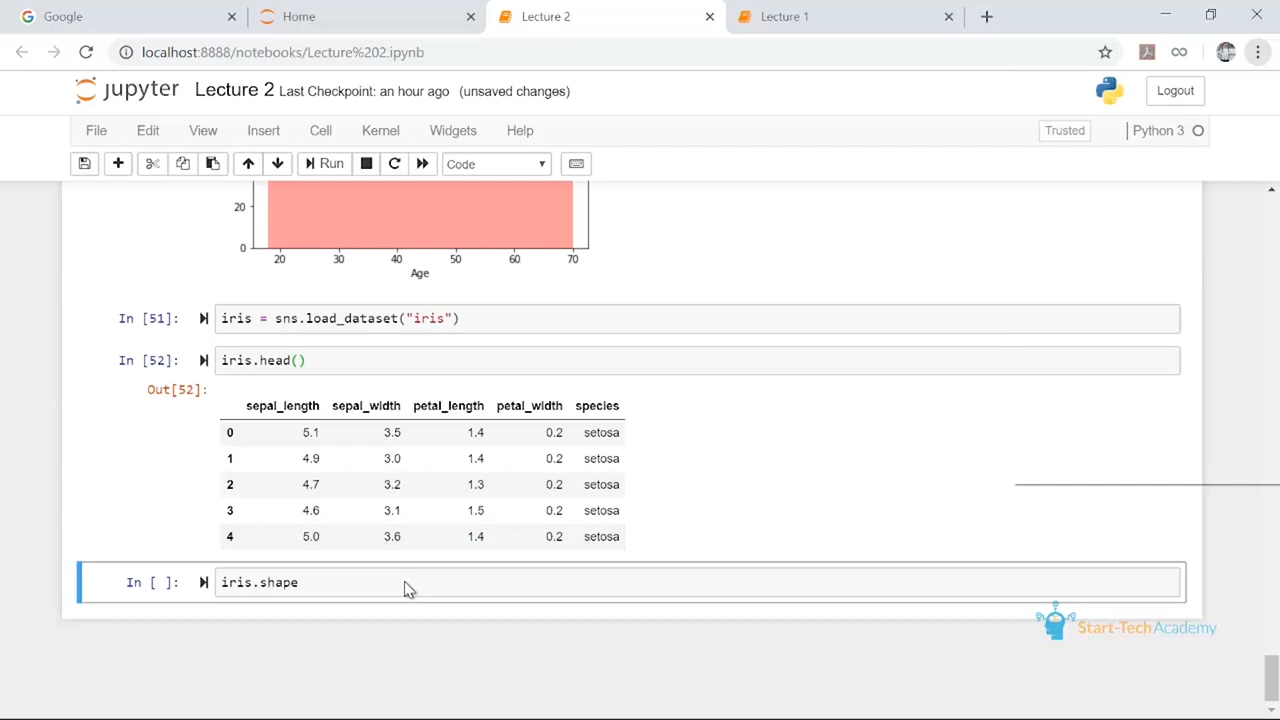 Google
Home
Lecture 2
Lecture 1
localhost:8888/notebooks/Lecture%202.ipynb
jupyter Lecture 2 Last Checkpoint: an hour ago (unsaved changes)
Logout
File Edit View Insert Cell Kernel Widgets Help
Trusted
Python 3
Run
Code
20
0
20 30 40 50 60 70
Age
In [51]: iris = sns.load_dataset("iris")
In [52]: iris.head()
Out[52]:
sepal_length sepal_width petal_length petal_width species
0 5.1 3.5 1.4 0.2 setosa
1 4.9 3.0 1.4 0.2 setosa
2 4.7 3.2 1.3 0.2 setosa
3 4.6 3.1 1.5 0.2 setosa
4 5.0 3.6 1.4 0.2 setosa
In [ ]: iris.shape
Start-TechAcademy